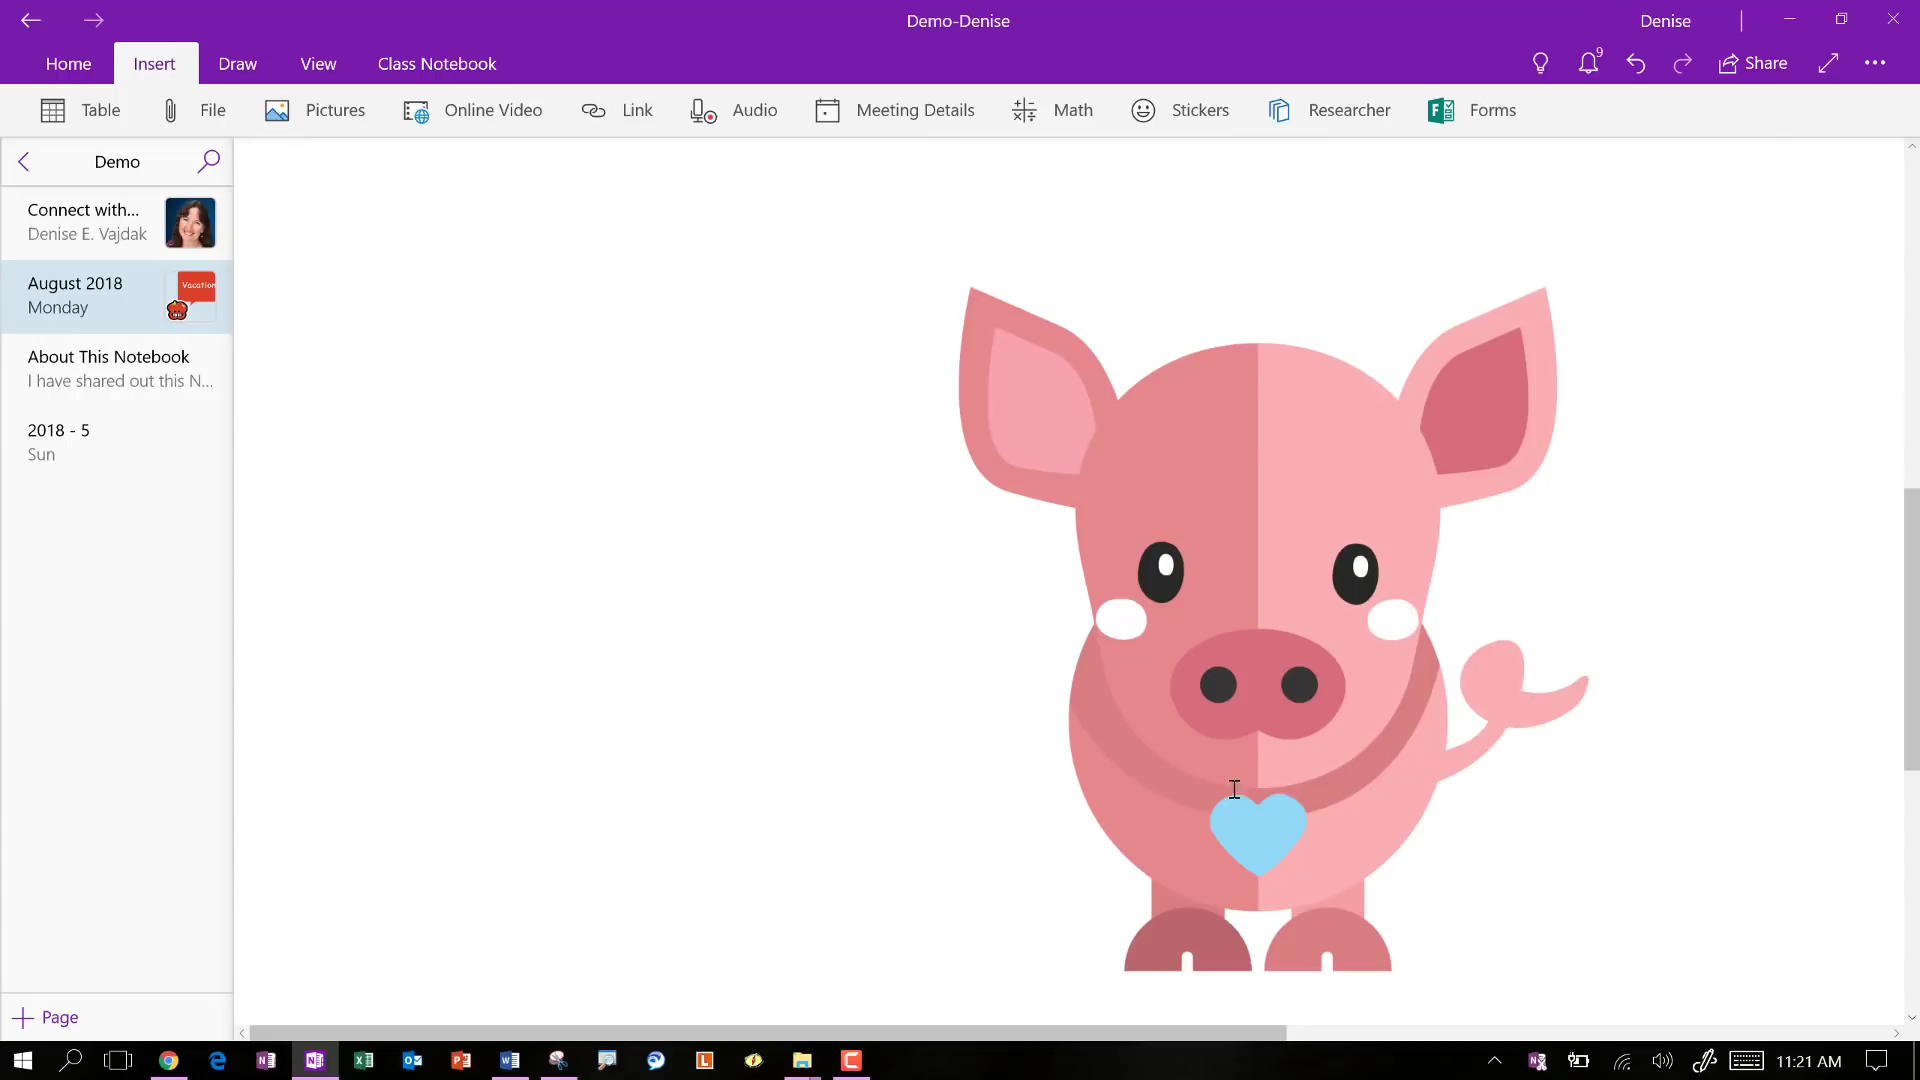 Demo-Denise
Denise
Home Insert Draw View Class Notebook
9
Share
Table File Pictures Online Video Link Audio Meeting Details Math Stickers Researcher Forms
Demo
Connect with...
Denise E. Vajdak
August 2018
Monday
Vacation
About This Notebook
I have shared out this N...
2018 - 5
Sun
Page
11:21 AM